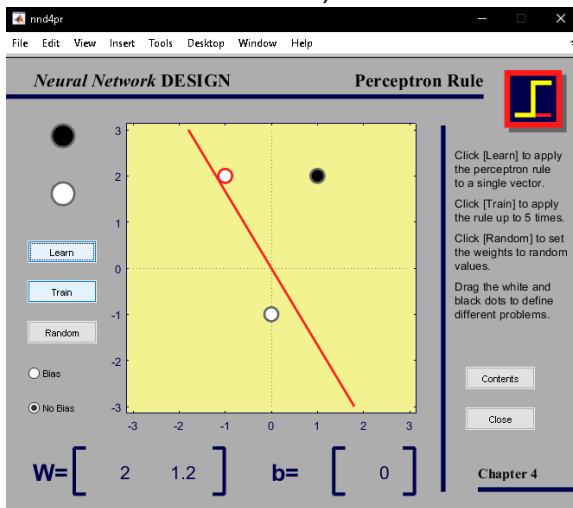 nnd4pr
File Edit View Insert Tools Desktop Window Help
Neural Network DESIGN
Perceptron Rule
Click [Learn] to apply
the perceptron rule
to a single vector.
Click [Train] to apply
the rule up to 5 times.
Click [Random] to set
the weights to random
values.
Drag the white and
black dots to define
different problems.
Learn
Train
Random
Bias
No Bias
3
2
1
0
-1
-2
-3
-3 -2 -1 0 1 2 3
Contents
Close
W= [ 2 1.2 ] b= [ 0 ]
Chapter 4